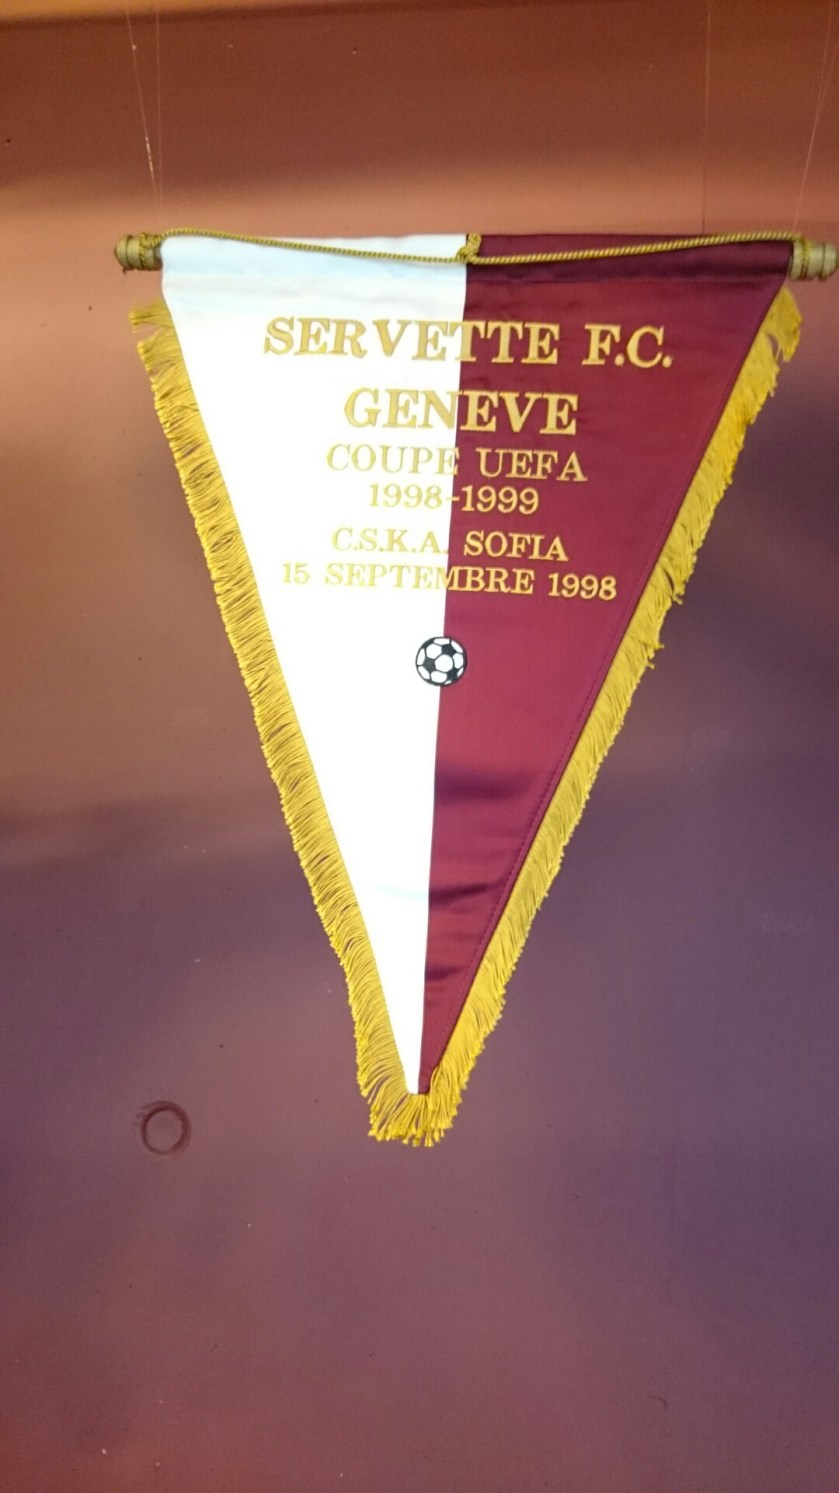 SERVETTE F.C.
GENEVE
COUPE UEFA
1998-1999
C.S.K.A. SOFIA
15 SEPTEMBRE 1998